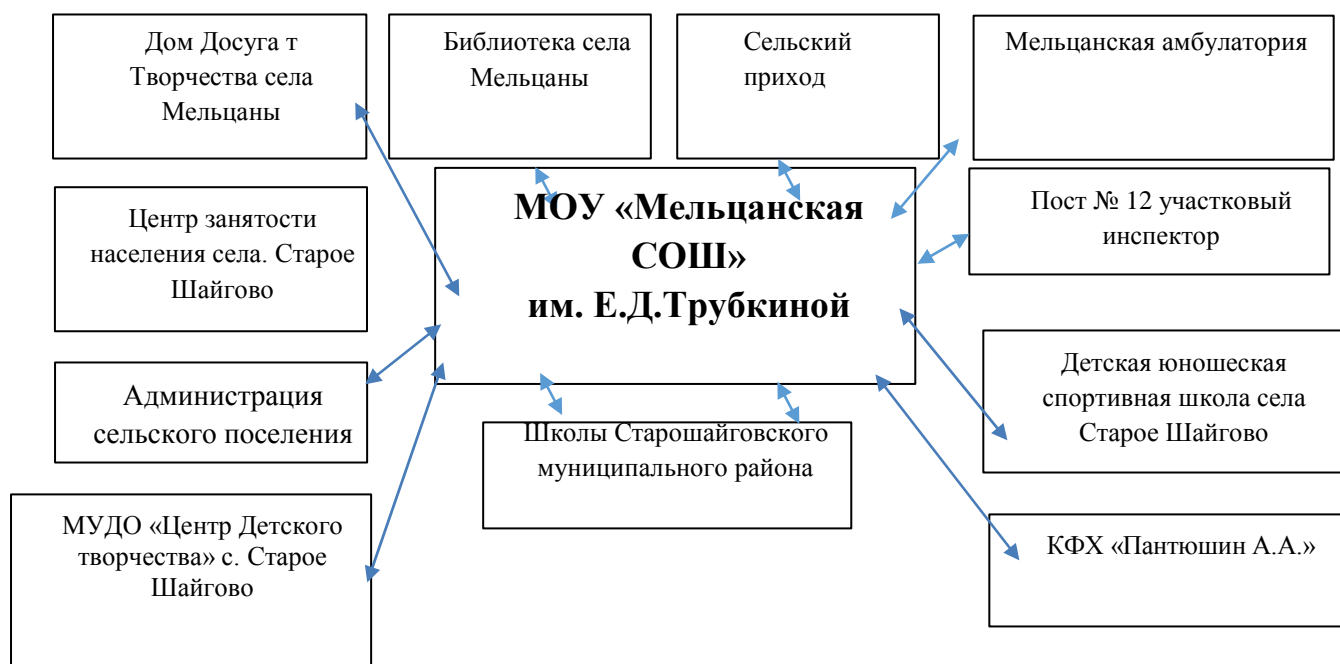 Дом Досуга т
Творчества села
Мельцаны
Библиотека села
Мельцаны
Сельский
приход
Мельцанская амбулатория
Центр занятости
населения села. Старое
Шайгово
МОУ «Мельцанская
СОШ»
им. Е.Д.Трубкиной
Пост № 12 участковый
инспектор
Администрация
сельского поселения
Детская юношеская
спортивная школа села
Старое Шайгово
Школы Старошайговского
муниципального района
МУДО «Центр Детского
творчества» с. Старое
Шайгово
КФХ «Пантюшин А.А.»